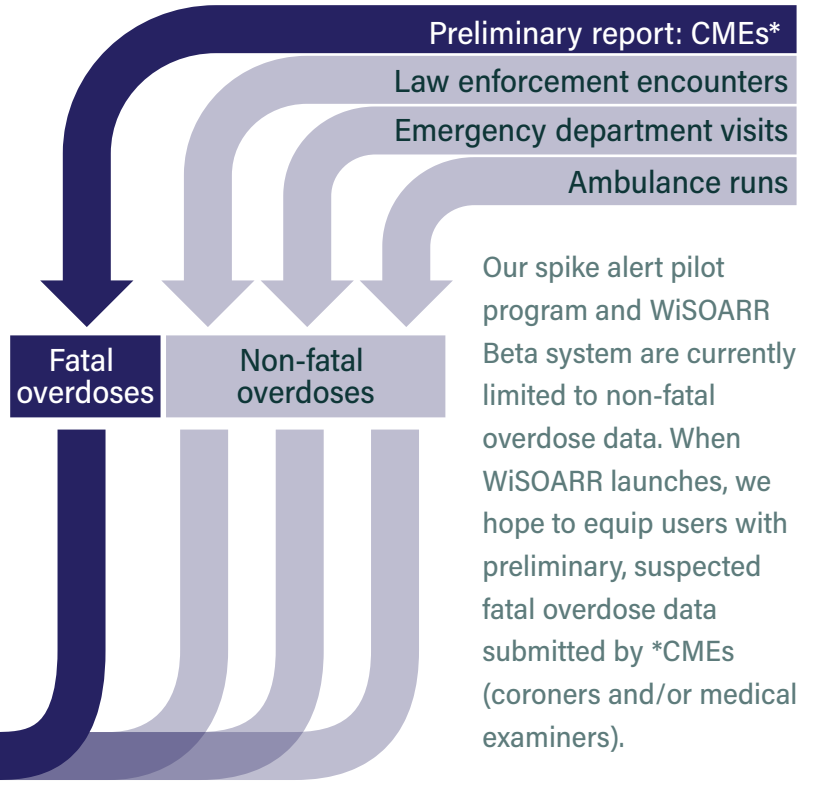 Preliminary report: CMEs*
Law enforcement encounters
Emergency department visits
Ambulance runs
Fatal
overdoses
Non-fatal
overdoses
Our spike alert pilot
program and WiSOARR
Beta system are currently
limited to non-fatal
overdose data. When
WiSOARR launches, we
hope to equip users with
preliminary, suspected
fatal overdose data
submitted by *CMEs
(coroners and/or medical
examiners).